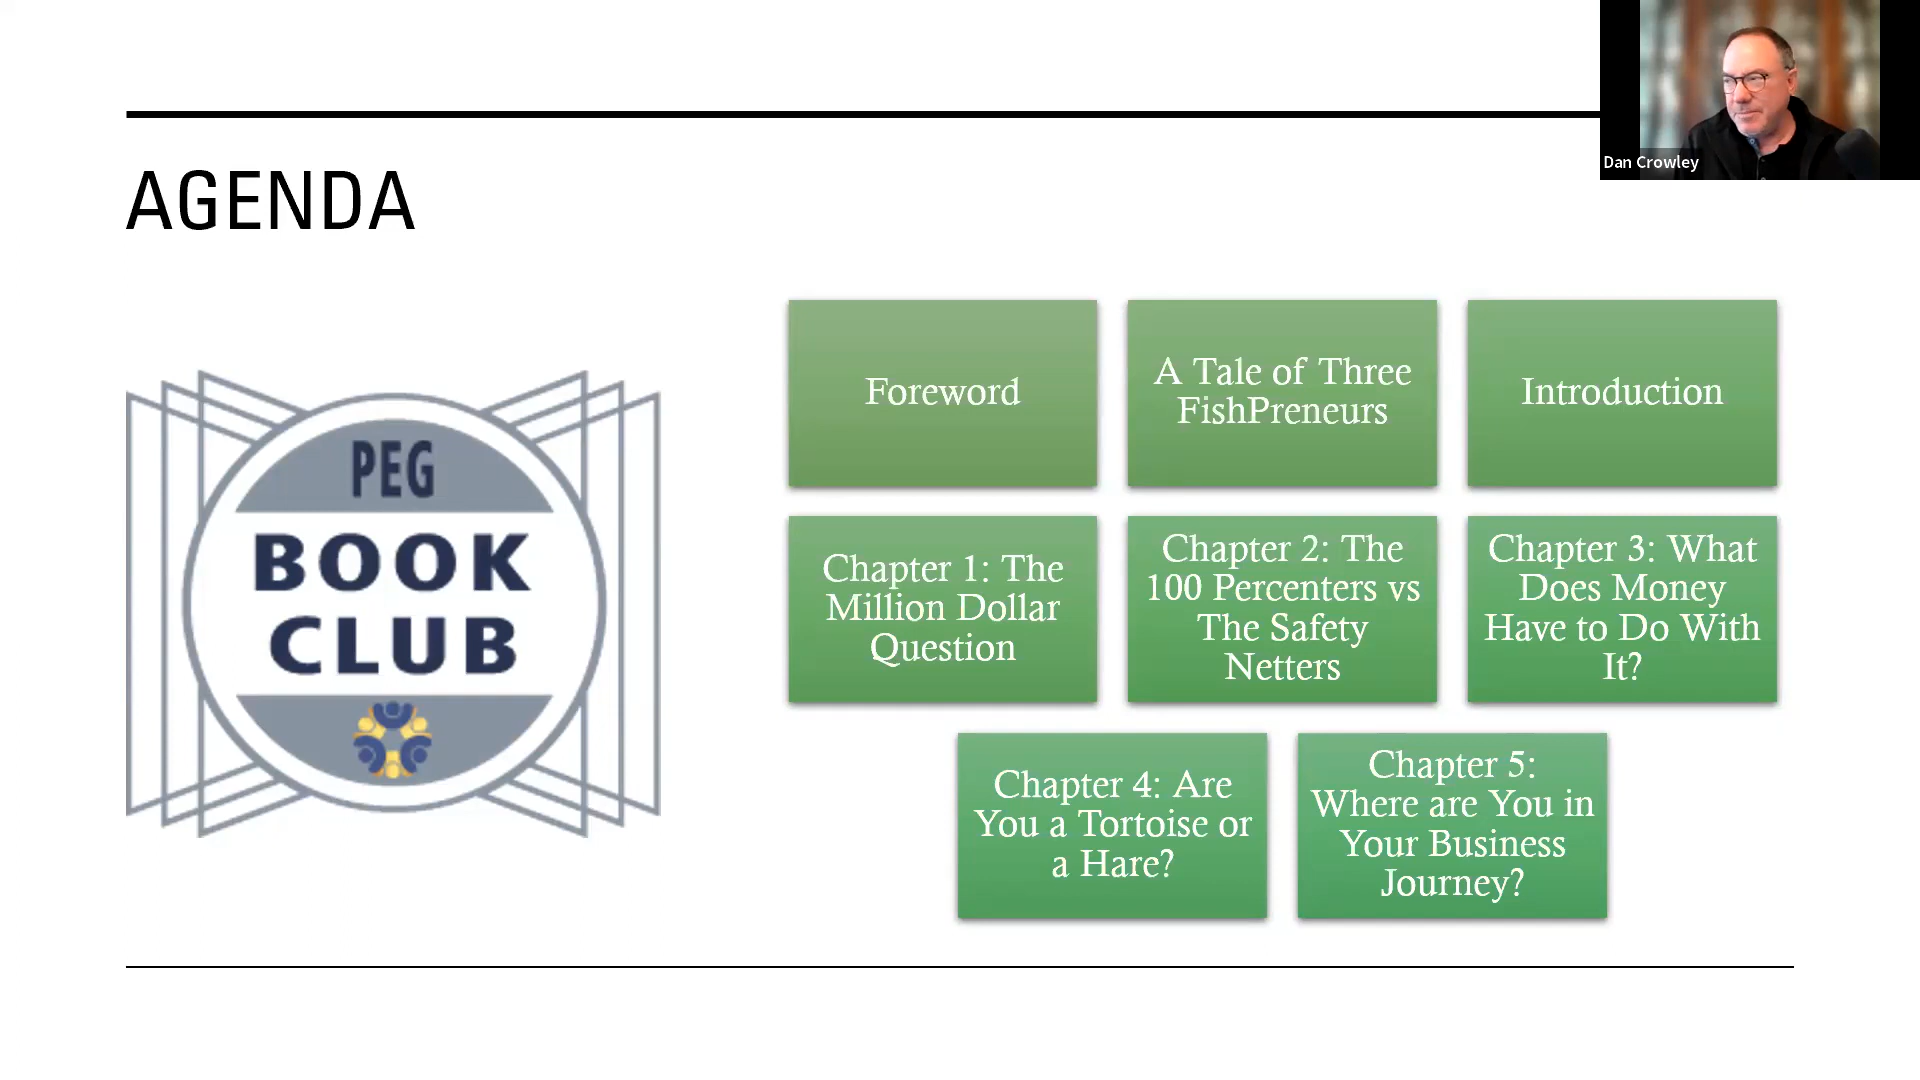 Dan Crowley
AGENDA
PEG
BOOK
CLUB
Foreword
A Tale of Three
FishPreneurs
Introduction
Chapter 1: The
Million Dollar
Question
Chapter 2: The
100 Percenters vs
The Safety
Netters
Chapter 3: What
Does Money
Have to Do With
It?
Chapter 4: Are
You a Tortoise or
a Hare?
Chapter 5:
Where are You in
Your Business
Journey?